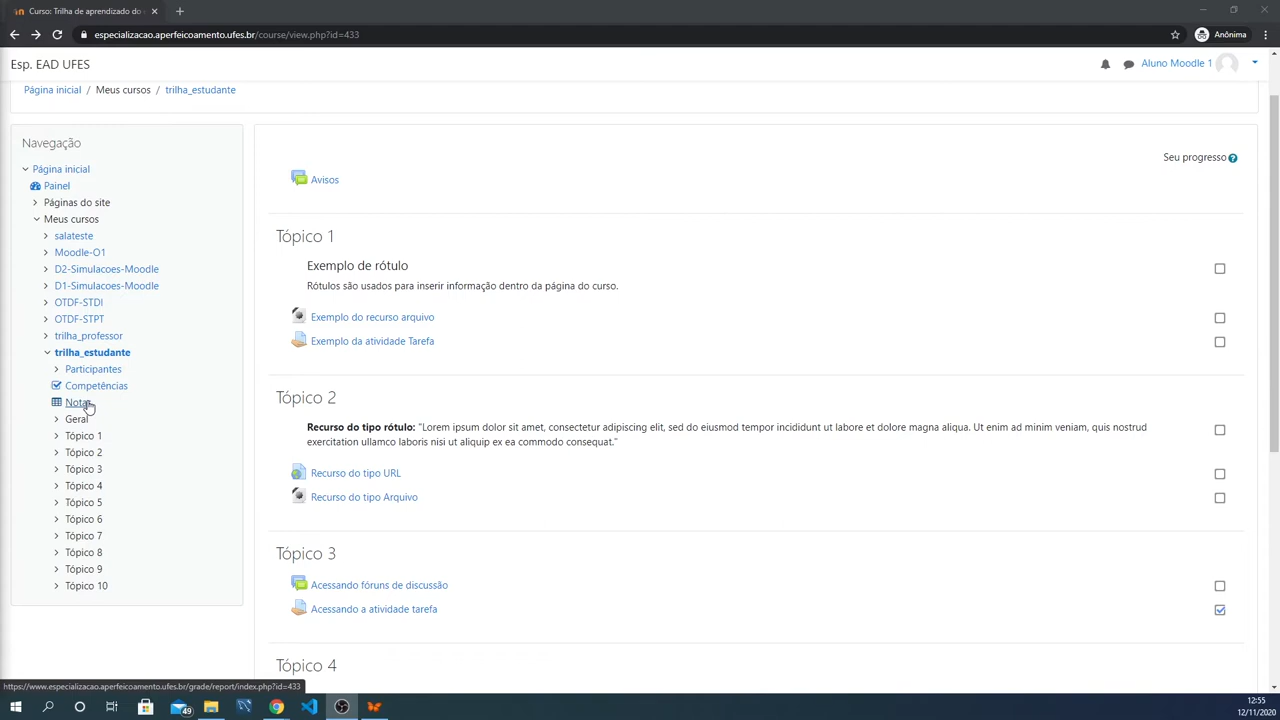 Curso: Trilha de aprendizado do
especializacao.aperfeicoamento.ufes.br/course/view.php?id=433
Anônima
Esp. EAD UFES
Aluno Moodle 1
Página inicial / Meus cursos / trilha_estudante
Navegação
Página inicial
Painel
Páginas do site
Meus cursos
salateste
Moodle-O1
D2-Simulacoes-Moodle
D1-Simulacoes-Moodle
OTDF-STDI
OTDF-STPT
trilha_professor
trilha_estudante
Participantes
Competências
Notas
Geral
Tópico 1
Tópico 2
Tópico 3
Tópico 4
Tópico 5
Tópico 6
Tópico 7
Tópico 8
Tópico 9
Tópico 10
Seu progresso
Avisos
Tópico 1
Exemplo de rótulo
Rótulos são usados para inserir informação dentro da página do curso.
Exemplo do recurso arquivo
Exemplo da atividade Tarefa
Tópico 2
Recurso do tipo rótulo: "Lorem ipsum dolor sit amet, consectetur adipiscing elit, sed do eiusmod tempor incididunt ut labore et dolore magna aliqua. Ut enim ad minim veniam, quis nostrud
exercitation ullamco laboris nisi ut aliquip ex ea commodo consequat."
Recurso do tipo URL
Recurso do tipo Arquivo
Tópico 3
Acessando fóruns de discussão
Acessando a atividade tarefa
Tópico 4
https://www.especializacao.aperfeicoamento.ufes.br/grade/report/index.php?id=433
49
12:55
12/11/2020